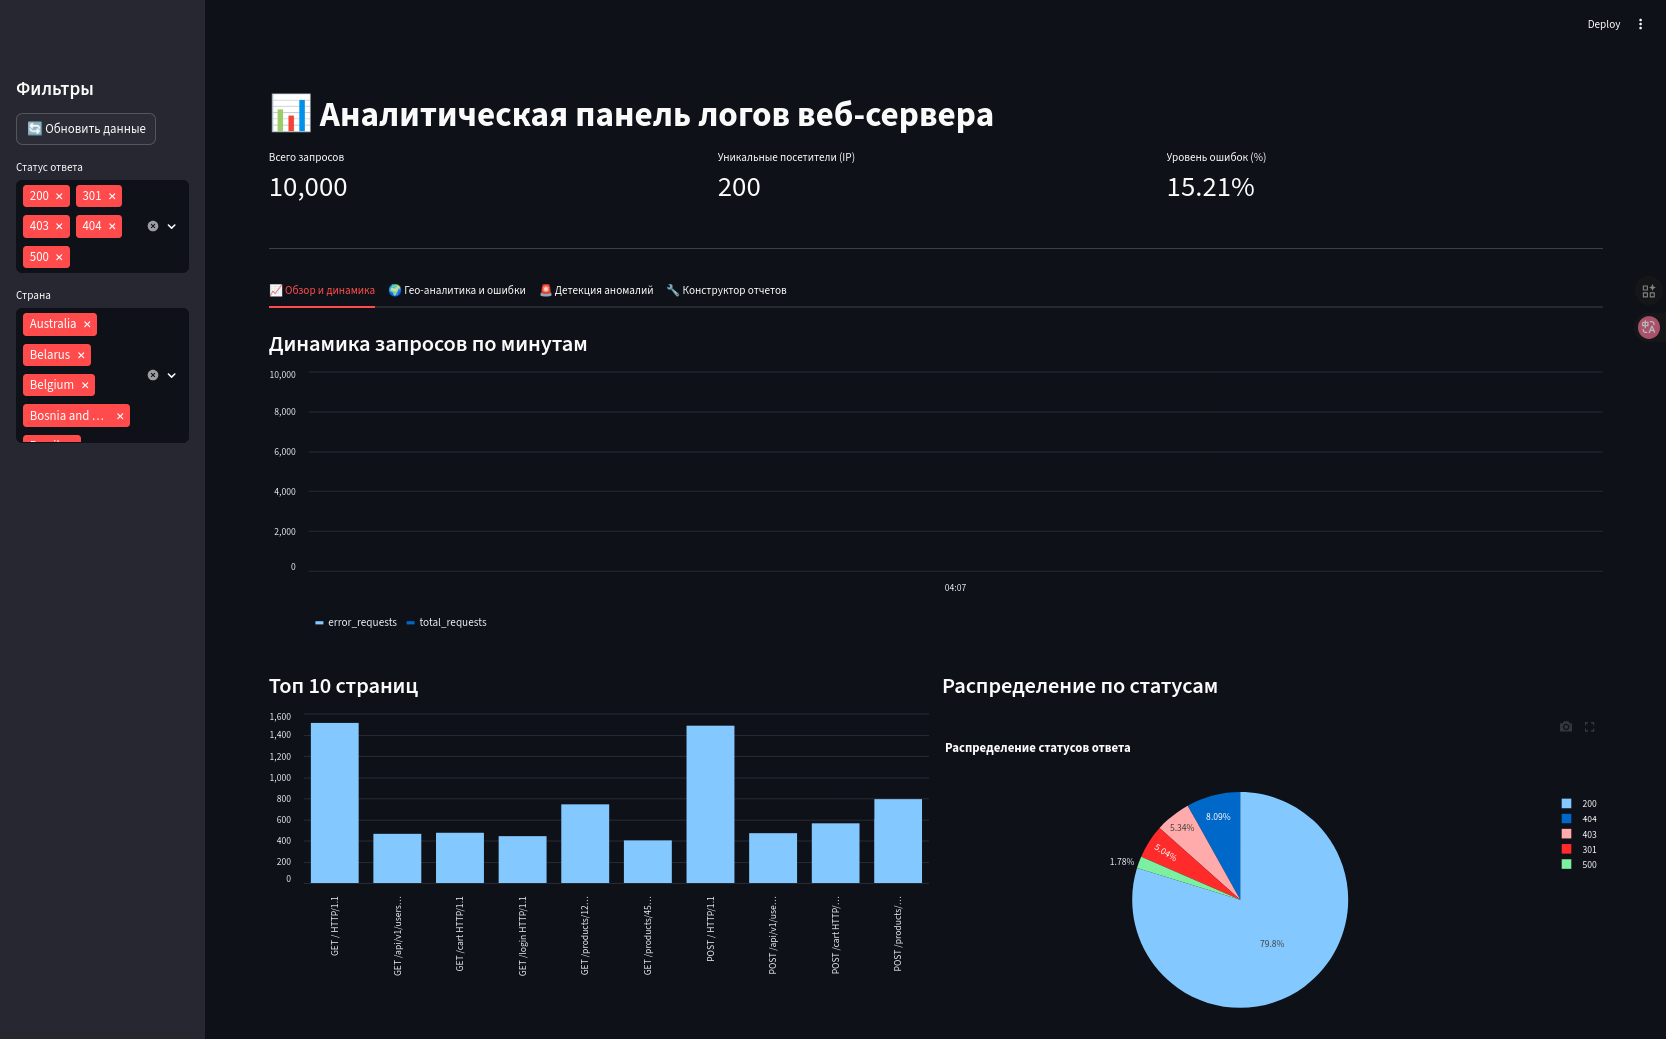 Deploy
Фильтры
Обновить данные
Статус ответа
200
301
403
404
500
Страна
Australia
Belarus
Belgium
Bosnia and ...
Аналитическая панель логов веб-сервера
Всего запросов
10,000
Уникальные посетители (IP)
200
Уровень ошибок (%)
15.21%
Обзор и динамика
Гео-аналитика и ошибки
Детекция аномалий
Конструктор отчетов
Динамика запросов по минутам
10,000
8,000
6,000
4,000
2,000
0
04:07
error_requests
total_requests
Топ 10 страниц
1,600
1,400
1,200
1,000
800
600
400
200
0
GET / HTTP/1.1
GET /api/v1/users...
GET /cart HTTP/1.1
GET /login HTTP/1.1
GET /products/12...
GET /products/45...
POST / HTTP/1.1
POST /api/v1/use...
POST /cart HTTP/...
POST /products/...
Распределение по статусам
Распределение статусов ответа
8.09%
5.34%
5.04%
1.78%
79.8%
200
404
403
301
500